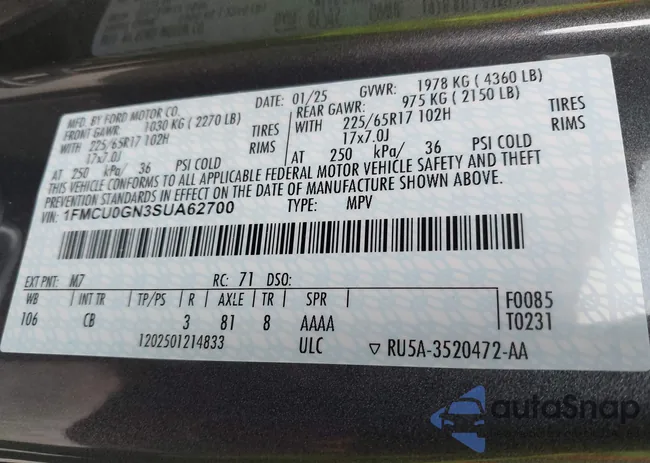 MFD. BY FORD MOTOR CO.
DATE: 01/25 GVWR: 1978 KG ( 4360 LB)
FRONT GAWR: 1030 KG ( 2270 LB)
REAR GAWR: 975 KG ( 2150 LB)
WITH 225/65R17 102H TIRES
WITH 225/65R17 102H TIRES
17x7.0J RIMS
17x7.0J RIMS
AT 250 kPa/ 36 PSI COLD
AT 250 kPa/ 36 PSI COLD
THIS VEHICLE CONFORMS TO ALL APPLICABLE FEDERAL MOTOR VEHICLE SAFETY AND THEFT
PREVENTION STANDARDS IN EFFECT ON THE DATE OF MANUFACTURE SHOWN ABOVE.
VIN: 1FMCU0GN3SUA62700 TYPE: MPV
EXT PNT: M7 RC: 71 DSO:
WB INT TR TP/PS R AXLE TR SPR F0085
106 CB 3 81 8 AAAA T0231
1202501214833 ULC ▽ RU5A-3520472-AA
autoSnap